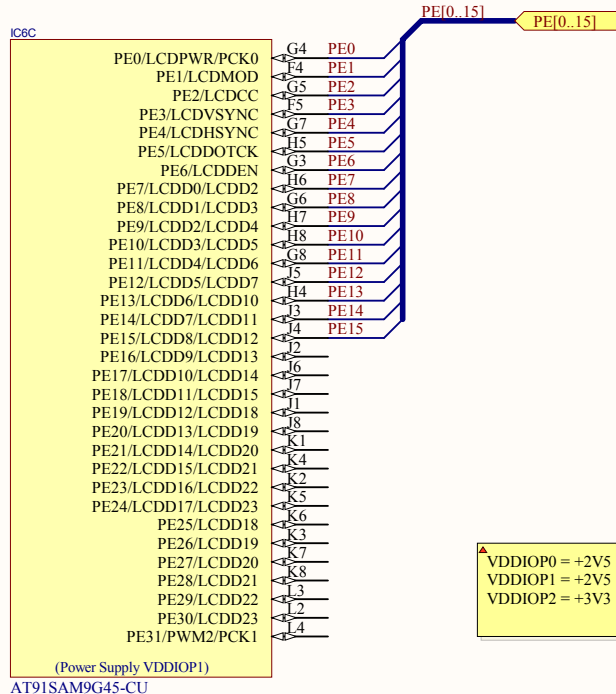 PE[0..15] PE[0..15]
IC6C
PE0/LCDPWR/PCK0 G4 PE0
PE1/LCDMOD F4 PE1
PE2/LCDCC G5 PE2
PE3/LCDVSYNC F5 PE3
PE4/LCDHSYNC G7 PE4
PE5/LCDDOTCK H5 PE5
PE6/LCDDEN G3 PE6
PE7/LCDD0/LCDD2 H6 PE7
PE8/LCDD1/LCDD3 G6 PE8
PE9/LCDD2/LCDD4 H7 PE9
PE10/LCDD3/LCDD5 H8 PE10
PE11/LCDD4/LCDD6 G8 PE11
PE12/LCDD5/LCDD7 J5 PE12
PE13/LCDD6/LCDD10 H4 PE13
PE14/LCDD7/LCDD11 J3 PE14
PE15/LCDD8/LCDD12 J4 PE15
PE16/LCDD9/LCDD13 J2
PE17/LCDD10/LCDD14 J6
PE18/LCDD11/LCDD15 J7
PE19/LCDD12/LCDD18 J1
PE20/LCDD13/LCDD19 J8
PE21/LCDD14/LCDD20 K1
PE22/LCDD15/LCDD21 K4
PE23/LCDD16/LCDD22 K2
PE24/LCDD17/LCDD23 K5
PE25/LCDD18 K6
PE26/LCDD19 K3
PE27/LCDD20 K7
PE28/LCDD21 K8
PE29/LCDD22 L3
PE30/LCDD23 L2
PE31/PWM2/PCK1 L4
(Power Supply VDDIOP1)
AT91SAM9G45-CU
VDDIOP0 = +2V5
VDDIOP1 = +2V5
VDDIOP2 = +3V3